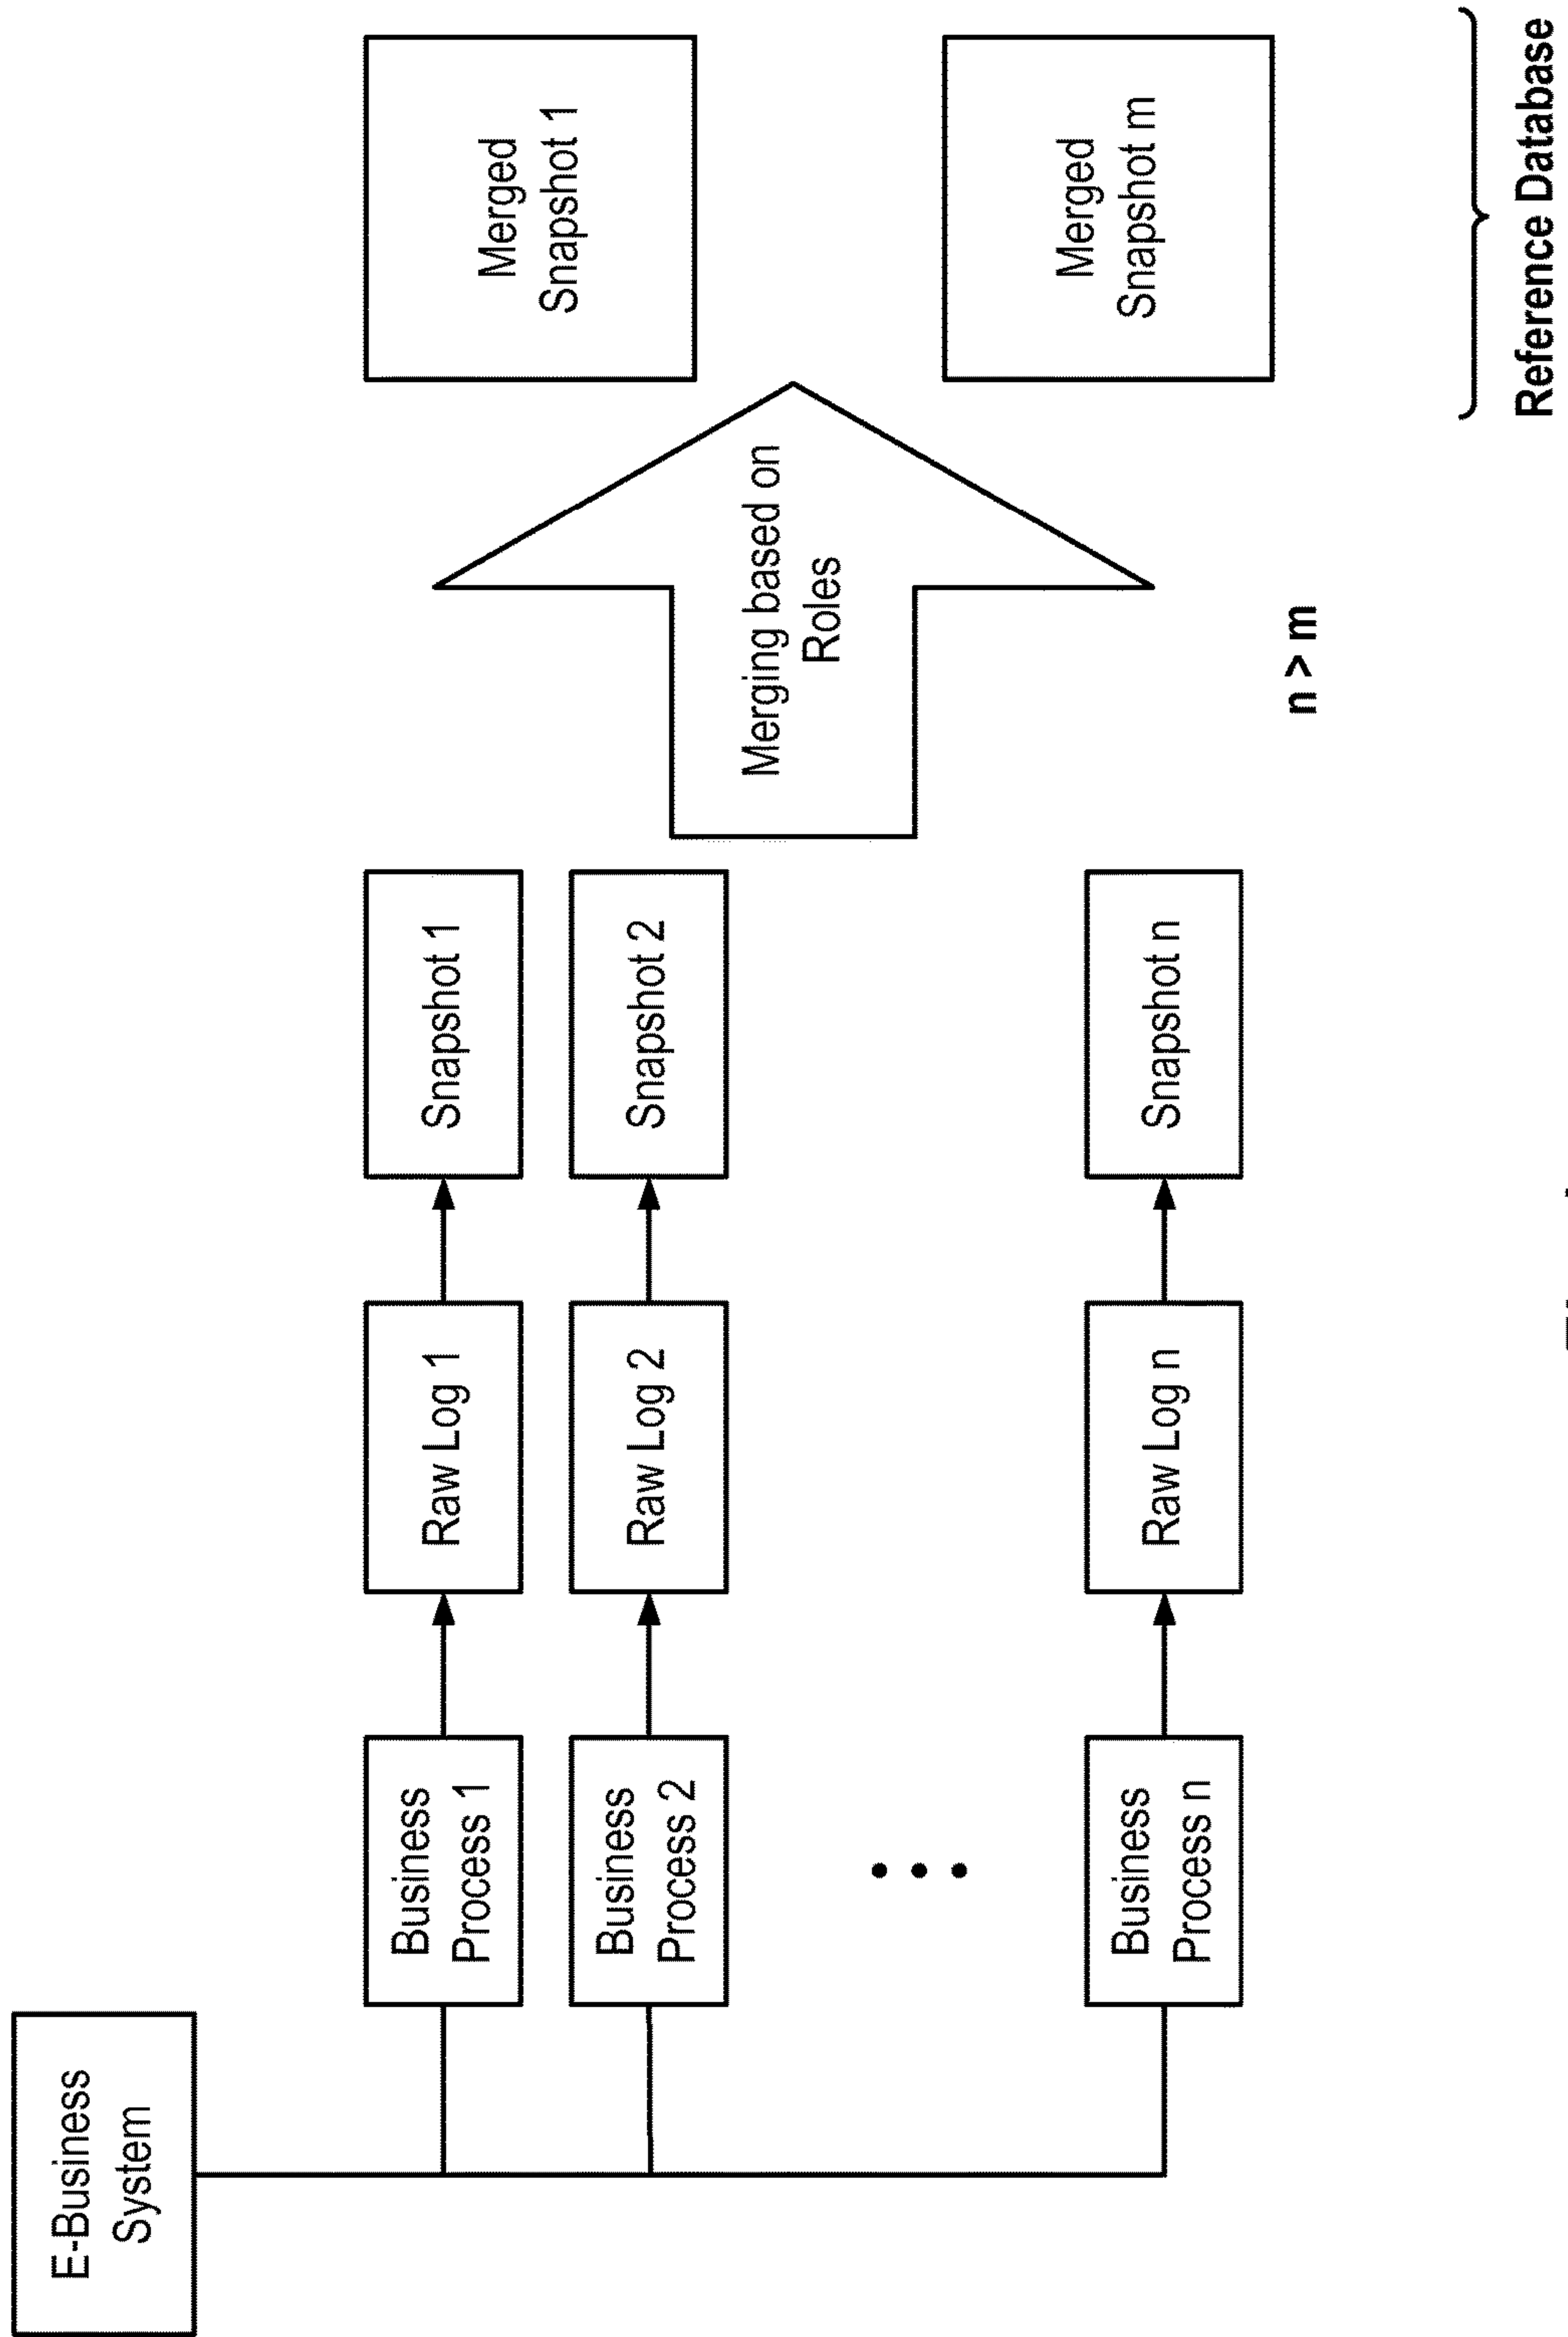 E-Business
System
Business
Process 1
Raw Log 1
Snapshot 1
Business
Process 2
Raw Log 2
Snapshot 2
Business
Process n
Raw Log n
Snapshot n
Merging based on
Roles
n > m
Merged
Snapshot 1
Merged
Snapshot m
Reference Database